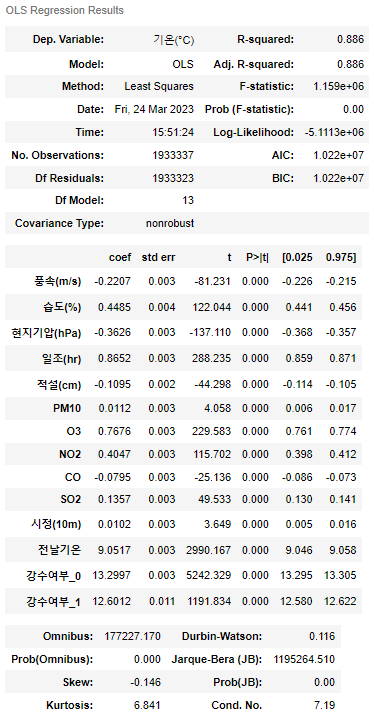 OLS Regression Results
Dep. Variable: 기온(°C) R-squared: 0.886
Model: OLS Adj. R-squared: 0.886
Method: Least Squares F-statistic: 1.159e+06
Date: Fri, 24 Mar 2023 Prob (F-statistic): 0.00
Time: 15:51:24 Log-Likelihood: -5.1113e+06
No. Observations: 1933337 AIC: 1.022e+07
Df Residuals: 1933323 BIC: 1.022e+07
Df Model: 13
Covariance Type: nonrobust
coef std err t P>|t| [0.025 0.975]
풍속(m/s) -0.2207 0.003 -81.231 0.000 -0.226 -0.215
습도(%) 0.4485 0.004 122.044 0.000 0.441 0.456
현지기압(hPa) -0.3626 0.003 -137.110 0.000 -0.368 -0.357
일조(hr) 0.8652 0.003 288.235 0.000 0.859 0.871
적설(cm) -0.1095 0.002 -44.298 0.000 -0.114 -0.105
PM10 0.0112 0.003 4.058 0.000 0.006 0.017
O3 0.7676 0.003 229.583 0.000 0.761 0.774
NO2 0.4047 0.003 115.702 0.000 0.398 0.412
CO -0.0795 0.003 -25.136 0.000 -0.086 -0.073
SO2 0.1357 0.003 49.533 0.000 0.130 0.141
시정(10m) 0.0102 0.003 3.649 0.000 0.005 0.016
전날기온 9.0517 0.003 2990.167 0.000 9.046 9.058
강수여부_0 13.2997 0.003 5242.329 0.000 13.295 13.305
강수여부_1 12.6012 0.011 1191.834 0.000 12.580 12.622
Omnibus: 177227.170 Durbin-Watson: 0.116
Prob(Omnibus): 0.000 Jarque-Bera (JB): 1195264.510
Skew: -0.146 Prob(JB): 0.00
Kurtosis: 6.841 Cond. No. 7.19